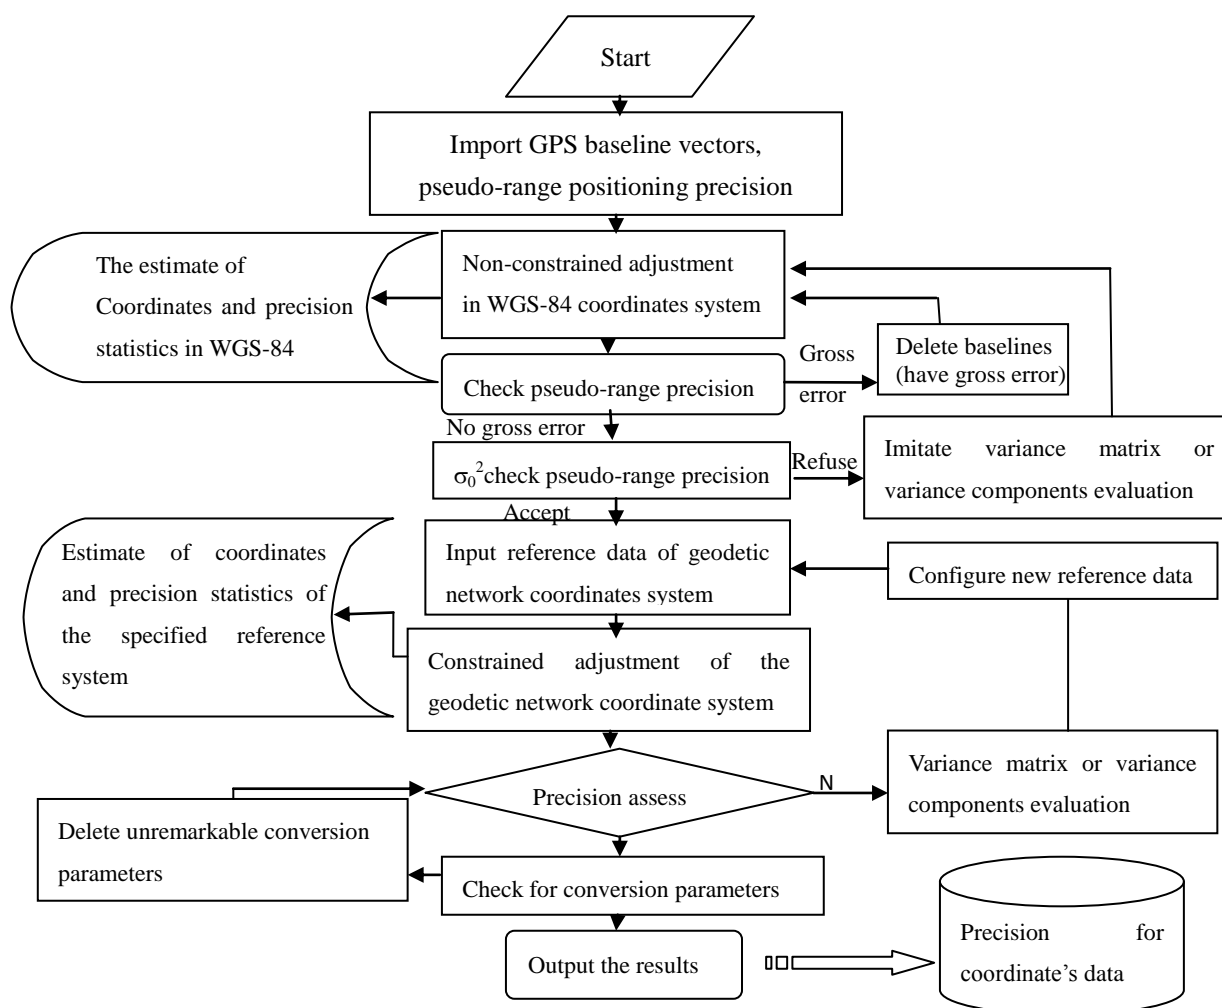 Start
Import GPS baseline vectors,
pseudo-range positioning precision
The estimate of
Coordinates and precision
statistics in WGS-84
Non-constrained adjustment
in WGS-84 coordinates system
Delete baselines
(have gross error)
Gross
error
Check pseudo-range precision
No gross error
σ₀²check pseudo-range precision
Refuse
Imitate variance matrix or
variance components evaluation
Accept
Estimate of coordinates
and precision statistics of
the specified reference
system
Input reference data of geodetic
network coordinates system
Configure new reference data
Constrained adjustment of the
geodetic network coordinate system
Precision assess
N
Variance matrix or variance
components evaluation
Delete unremarkable conversion
parameters
Check for conversion parameters
Output the results
Precision for
coordinate's data